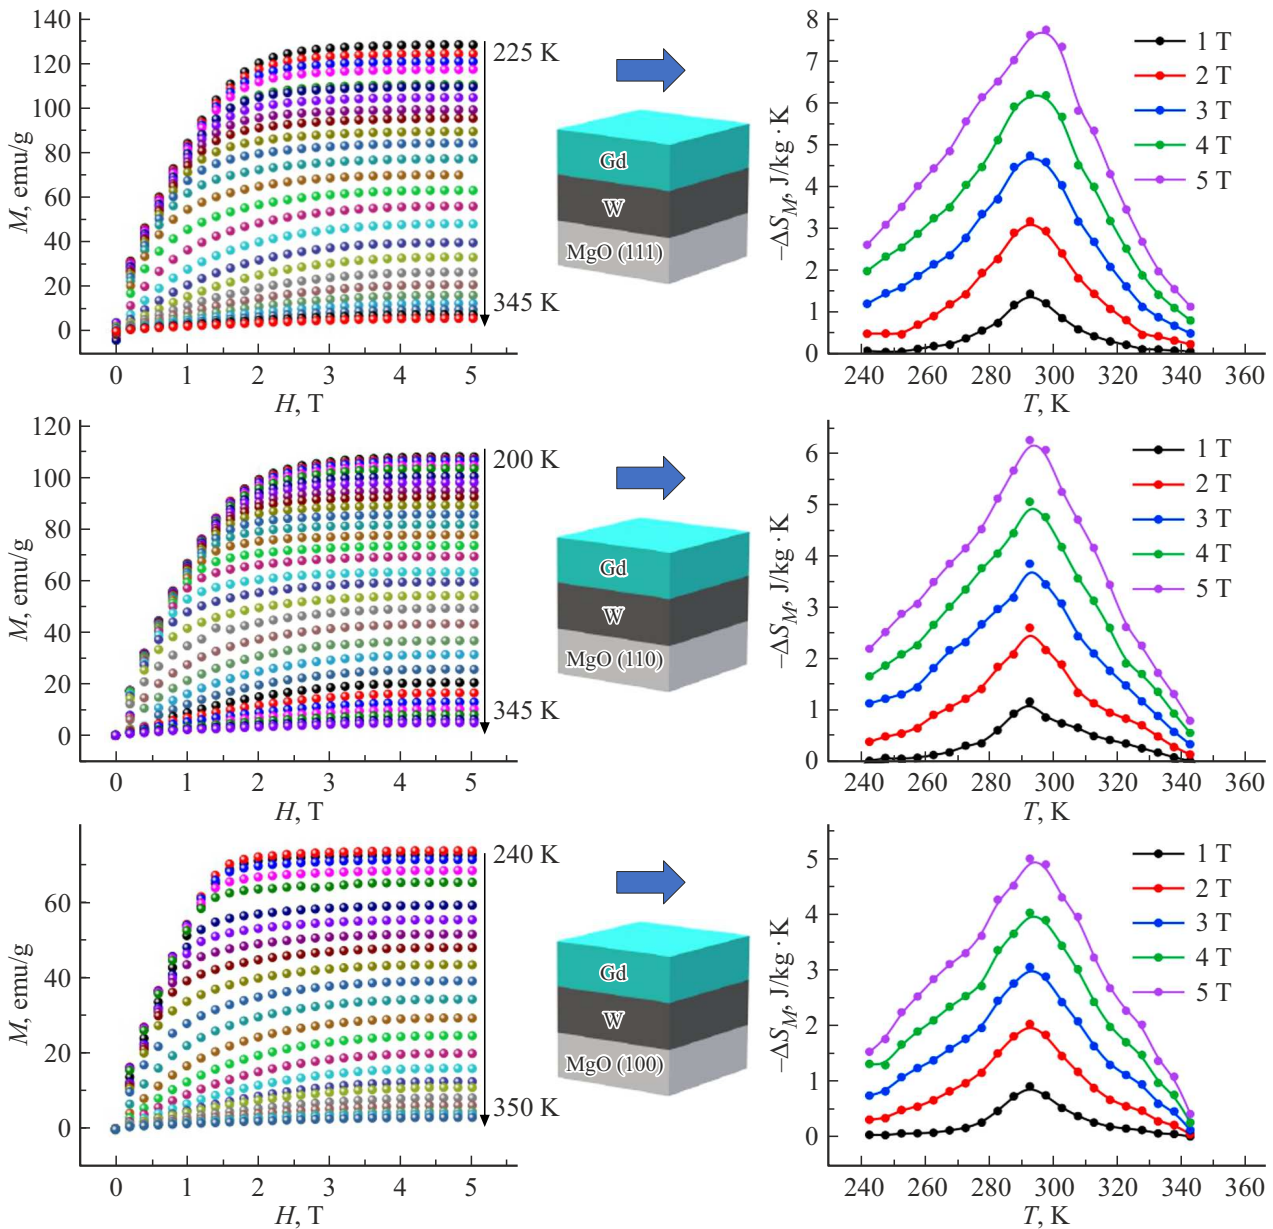 140
120
100
80
60
40
20
0
M, emu/g
0 1 2 3 4 5
H, T
225 K
345 K
Gd
W
MgO (111)
8
7
6
5
4
3
2
1
0
−ΔS_M, J/kg · K
240 260 280 300 320 340 360
T, K
1 T
2 T
3 T
4 T
5 T
120
100
80
60
40
20
0
M, emu/g
0 1 2 3 4 5
H, T
200 K
345 K
Gd
W
MgO (110)
6
5
4
3
2
1
0
−ΔS_M, J/kg · K
240 260 280 300 320 340 360
T, K
1 T
2 T
3 T
4 T
5 T
60
40
20
0
M, emu/g
0 1 2 3 4 5
H, T
240 K
350 K
Gd
W
MgO (100)
5
4
3
2
1
0
−ΔS_M, J/kg · K
240 260 280 300 320 340 360
T, K
1 T
2 T
3 T
4 T
5 T